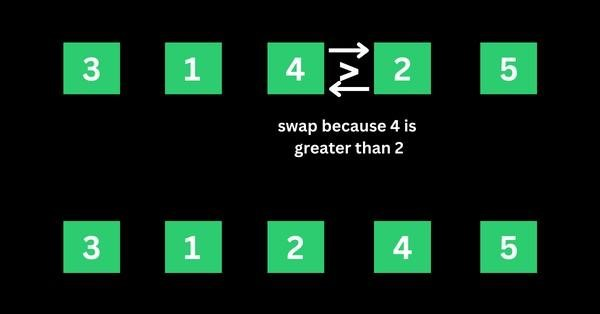 3 1 4 > 2 5
swap because 4 is
greater than 2
3 1 2 4 5